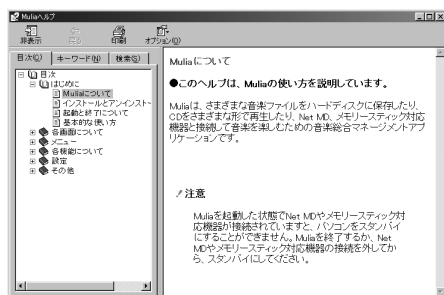 Muliaヘルプ
非表示 戻る 印刷 オプション(O)
目次(C) キーワード(N) 検索(S)
目次
はじめに
Muliaについて
インストールとアンインスト-
起動と終了について
基本的な使い方
各画面について
メニュー
各機能について
設定
その他
Muliaについて
●このヘルプは、Muliaの使い方を説明しています。
Muliaは、さまざまな音楽ファイルをハードディスクに保存したり、
CDをさまざまな形で再生したり、Net MD、メモリースティック対応
機器と接続して音楽を楽しむための音楽総合マネージメントアプ
リケーションです。
注意
Muliaを起動した状態でNet MDやメモリースティック対
応機器が接続されていますと、パソコンをスタンバイ
にすることができません。Muliaを終了するか、Net
MDやメモリースティック対応機器の接続を外してか
ら、スタンバイにしてください。